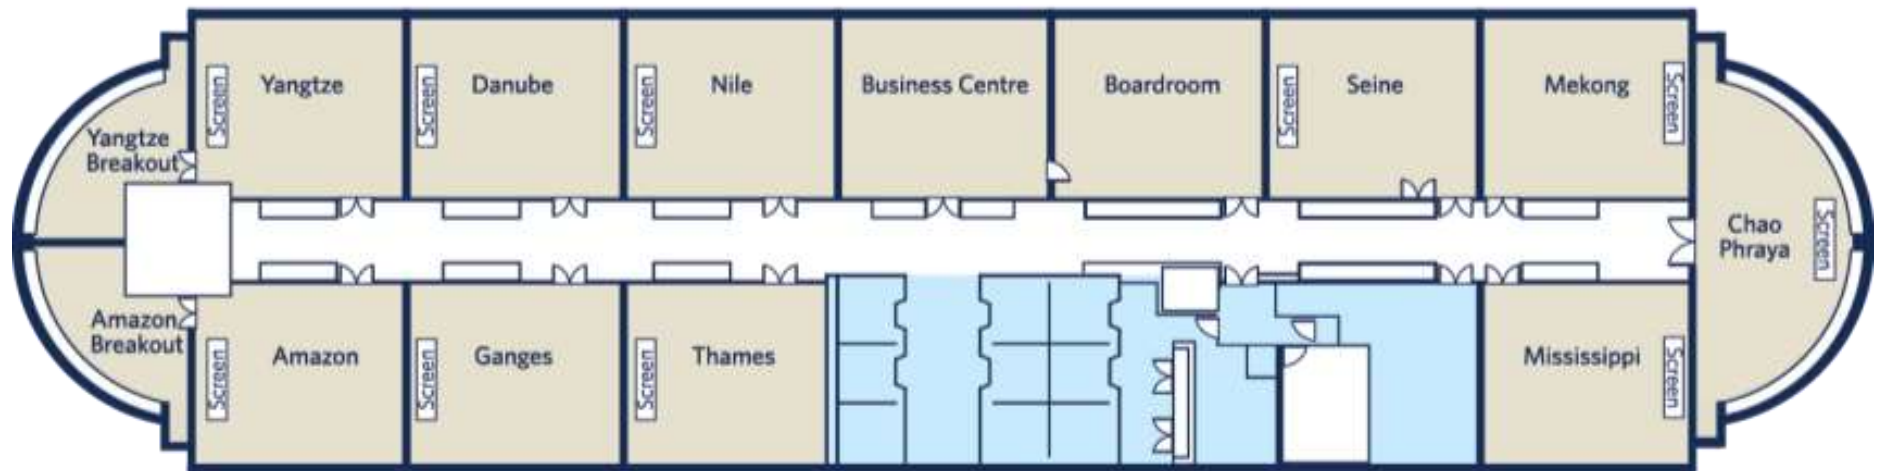 Yangtze
Danube
Nile
Business Centre
Boardroom
Seine
Mekong
Screen
Screen
Screen
Screen
Screen
Yangtze
Breakout
Chao
Phraya
Screen
Amazon
Breakout
Amazon
Ganges
Thames
Mississippi
Screen
Screen
Screen
Screen